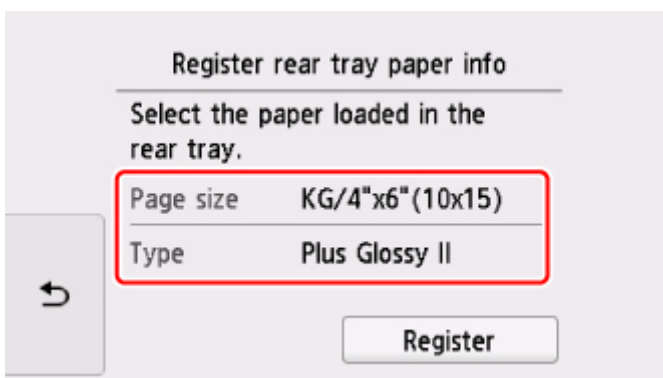 Register rear tray paper info
Select the paper loaded in the
rear tray.
Page size KG/4"x6"(10x15)
Type Plus Glossy II
Register